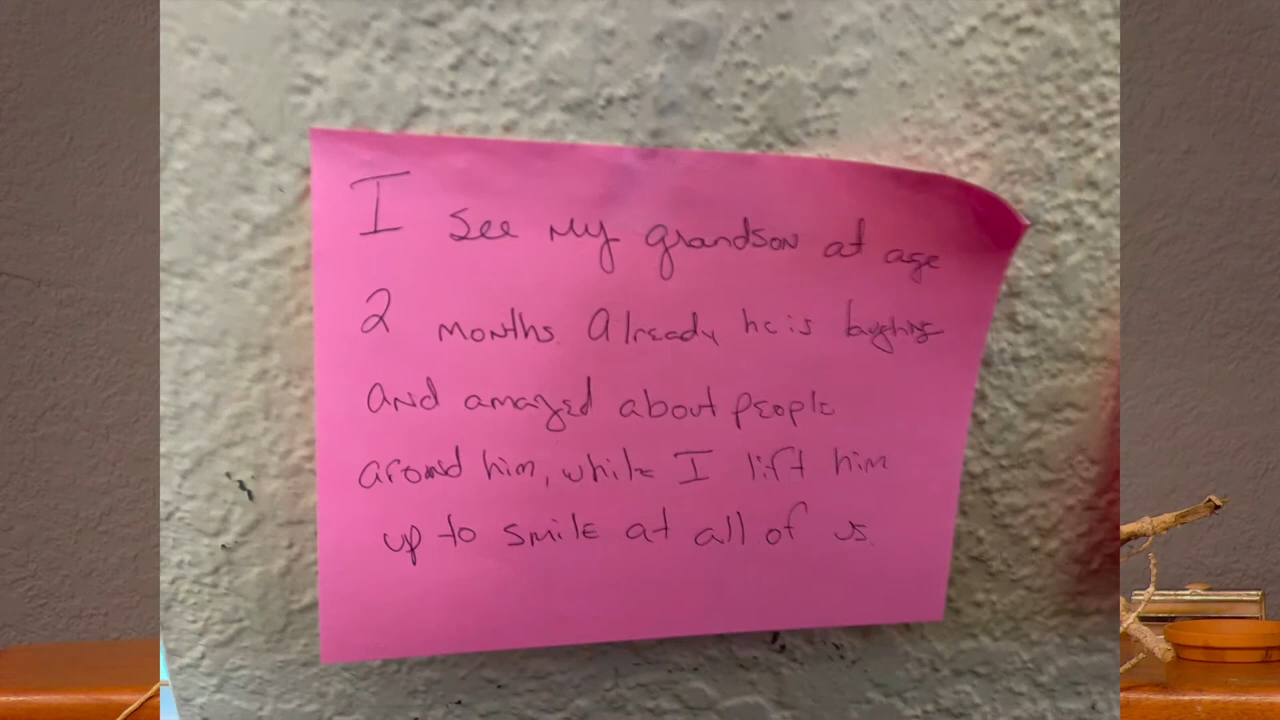 I see my grandson at age
2 months. Already he is laughing
and amazed about people
around him, while I lift him
up to smile at all of us.